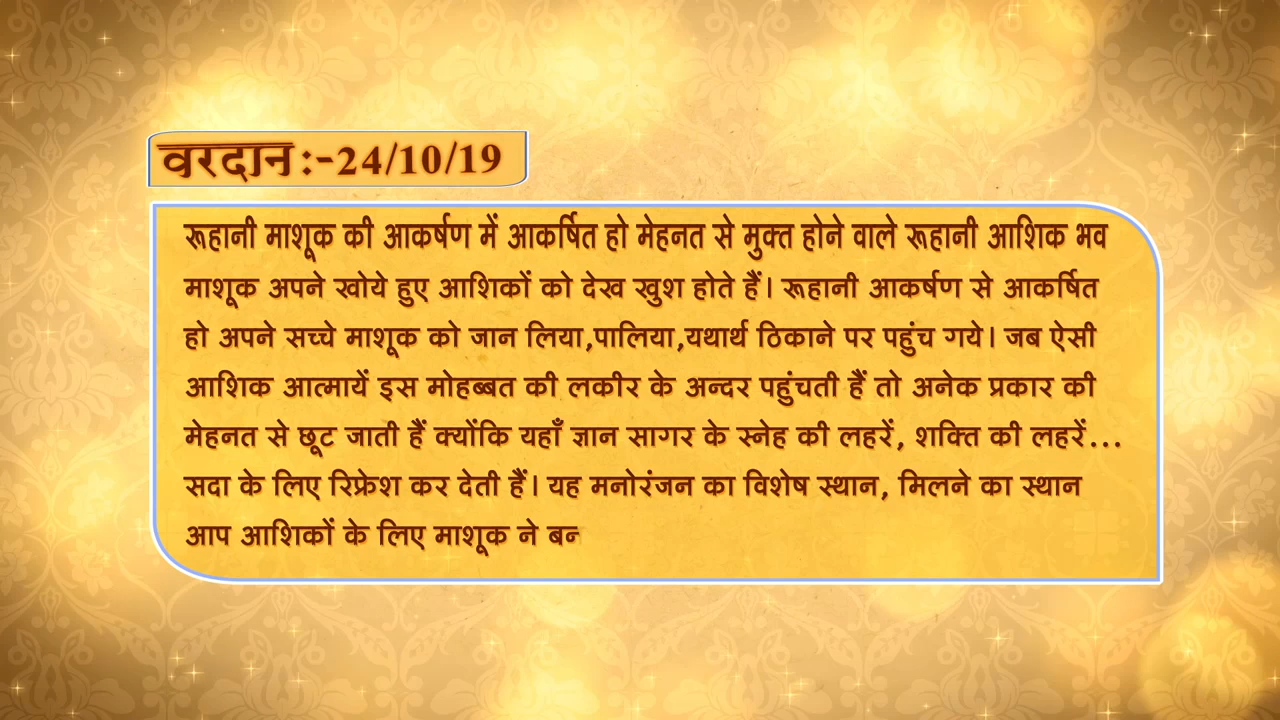 वरदान:-24/10/19
रूहानी माशूक की आकर्षण में आकर्षित हो मेहनत से मुक्त होने वाले रूहानी आशिक भव
माशूक अपने खोये हुए आशिकों को देख खुश होते हैं। रूहानी आकर्षण से आकर्षित
हो अपने सच्चे माशूक को जान लिया,पालिया,यथार्थ ठिकाने पर पहुंच गये। जब ऐसी
आशिक आत्मायें इस मोहब्बत की लकीर के अन्दर पहुंचती हैं तो अनेक प्रकार की
मेहनत से छूट जाती हैं क्योंकि यहाँ ज्ञान सागर के स्नेह की लहरें, शक्ति की लहरें...
सदा के लिए रिफ्रेश कर देती हैं। यह मनोरंजन का विशेष स्थान, मिलने का स्थान
आप आशिकों के लिए माशूक ने